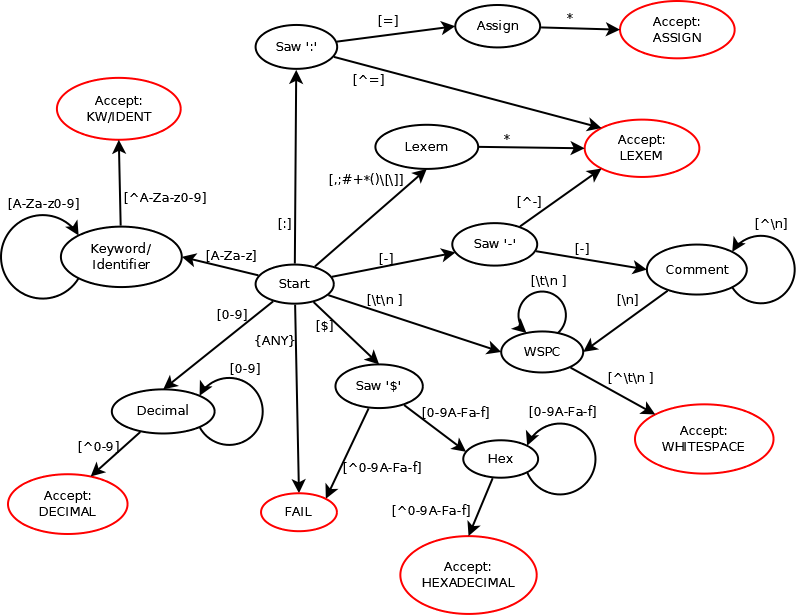 [=]
Assign
*
Accept:
ASSIGN
Saw ':'
[^=]
Accept:
KW/IDENT
Lexem
*
Accept:
LEXEM
[,;#+*()\[\]]
[A-Za-z0-9]
[^A-Za-z0-9]
[^-]
[:]
[^\n]
Keyword/
Identifier
[A-Za-z]
[-]
Saw '-'
[-]
Comment
Start
[\t\n ]
[\t\n ]
[\n]
[0-9]
{ANY}
[$]
WSPC
[0-9]
Saw '$'
[^\t\n ]
Decimal
[0-9A-Fa-f]
[0-9A-Fa-f]
[^0-9]
Accept:
WHITESPACE
Hex
[^0-9A-Fa-f]
Accept:
DECIMAL
FAIL
[^0-9A-Fa-f]
Accept:
HEXADECIMAL